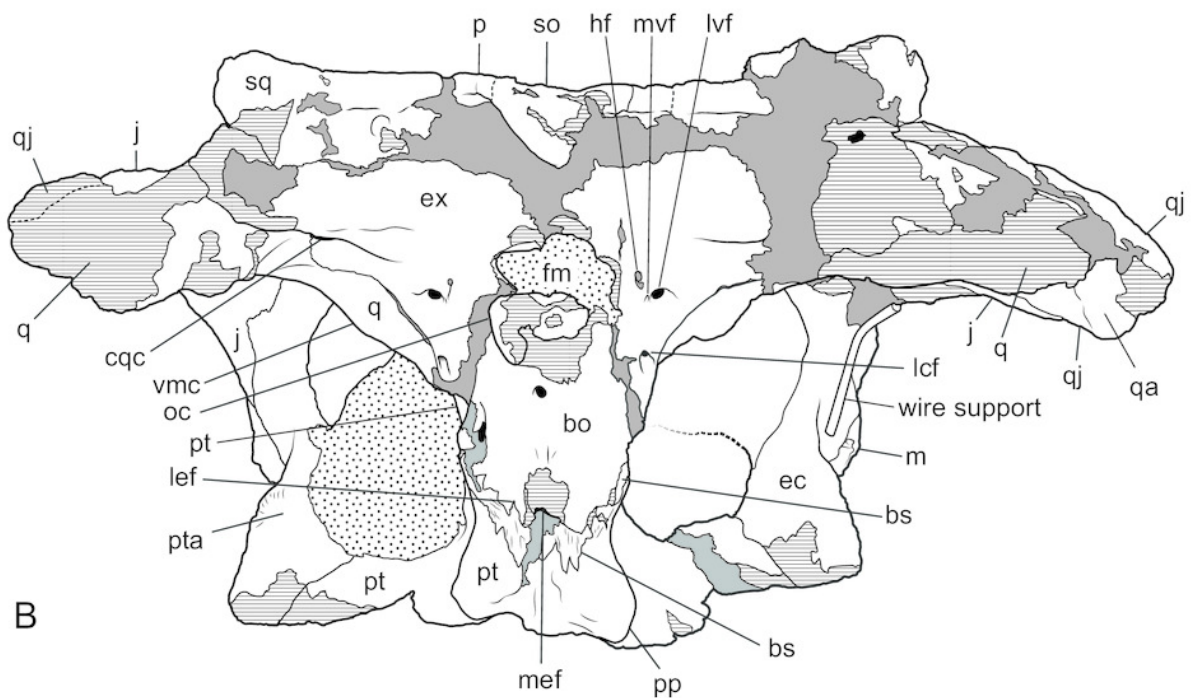 p so hf mvf lvf
sq
qj j
qj
ex
fm
q q
q
j
j q
cqc
vmc
oc
lcf
qj qa
wire support
pt
bo
m
lef
ec
bs
pta
pt pt
B
bs
mef pp